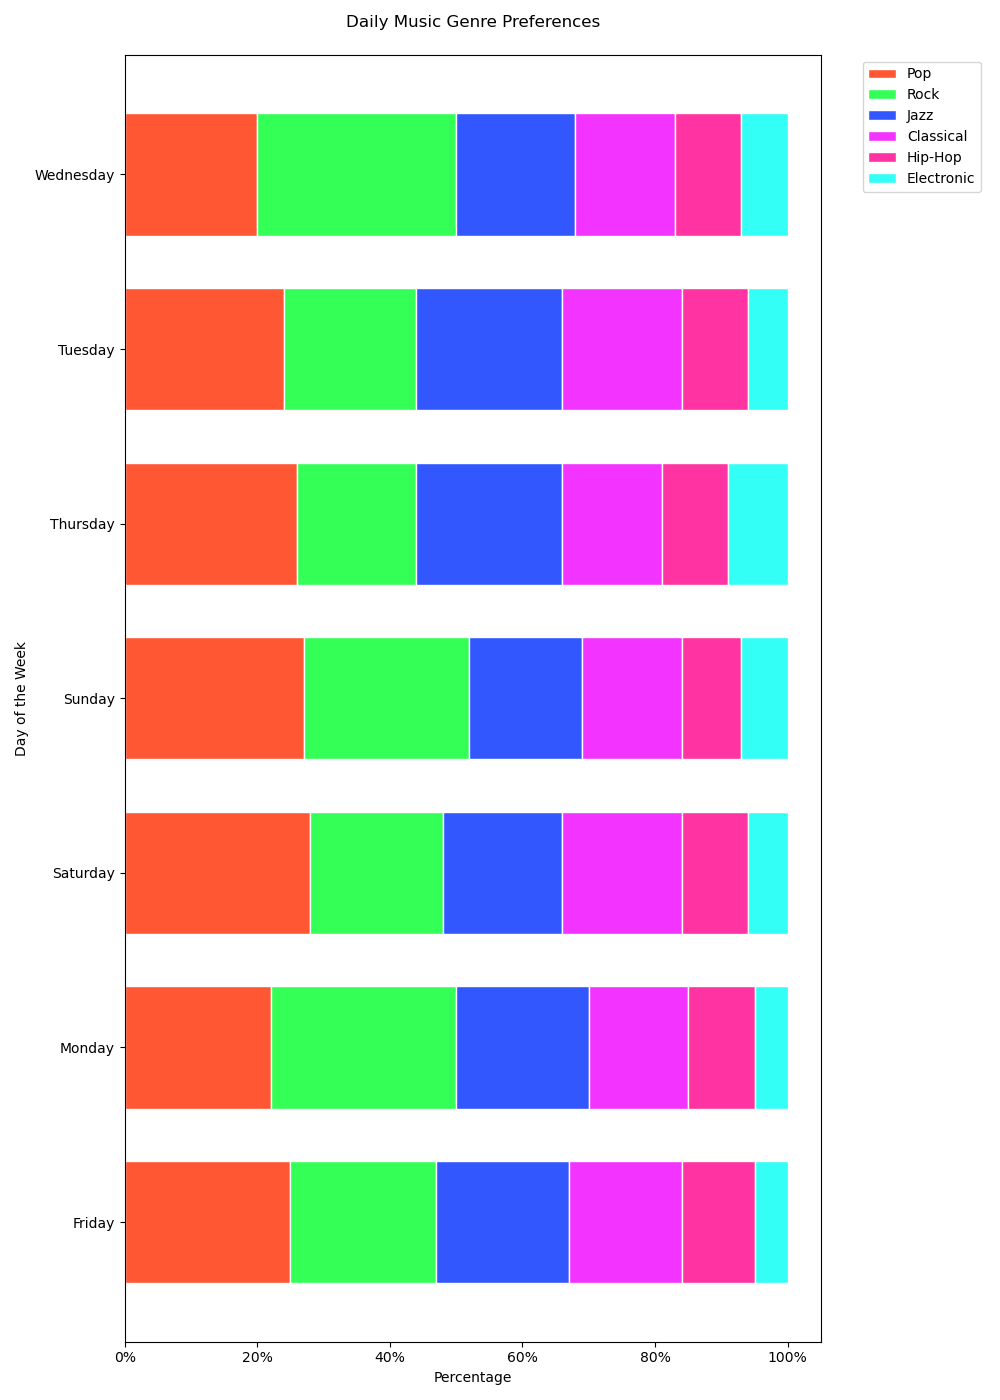 Daily Music Genre Preferences
Pop
Rock
Jazz
Classical
Hip-Hop
Electronic
Wednesday
Tuesday
Thursday
Sunday
Saturday
Monday
Friday
Day of the Week
0% 20% 40% 60% 80% 100%
Percentage